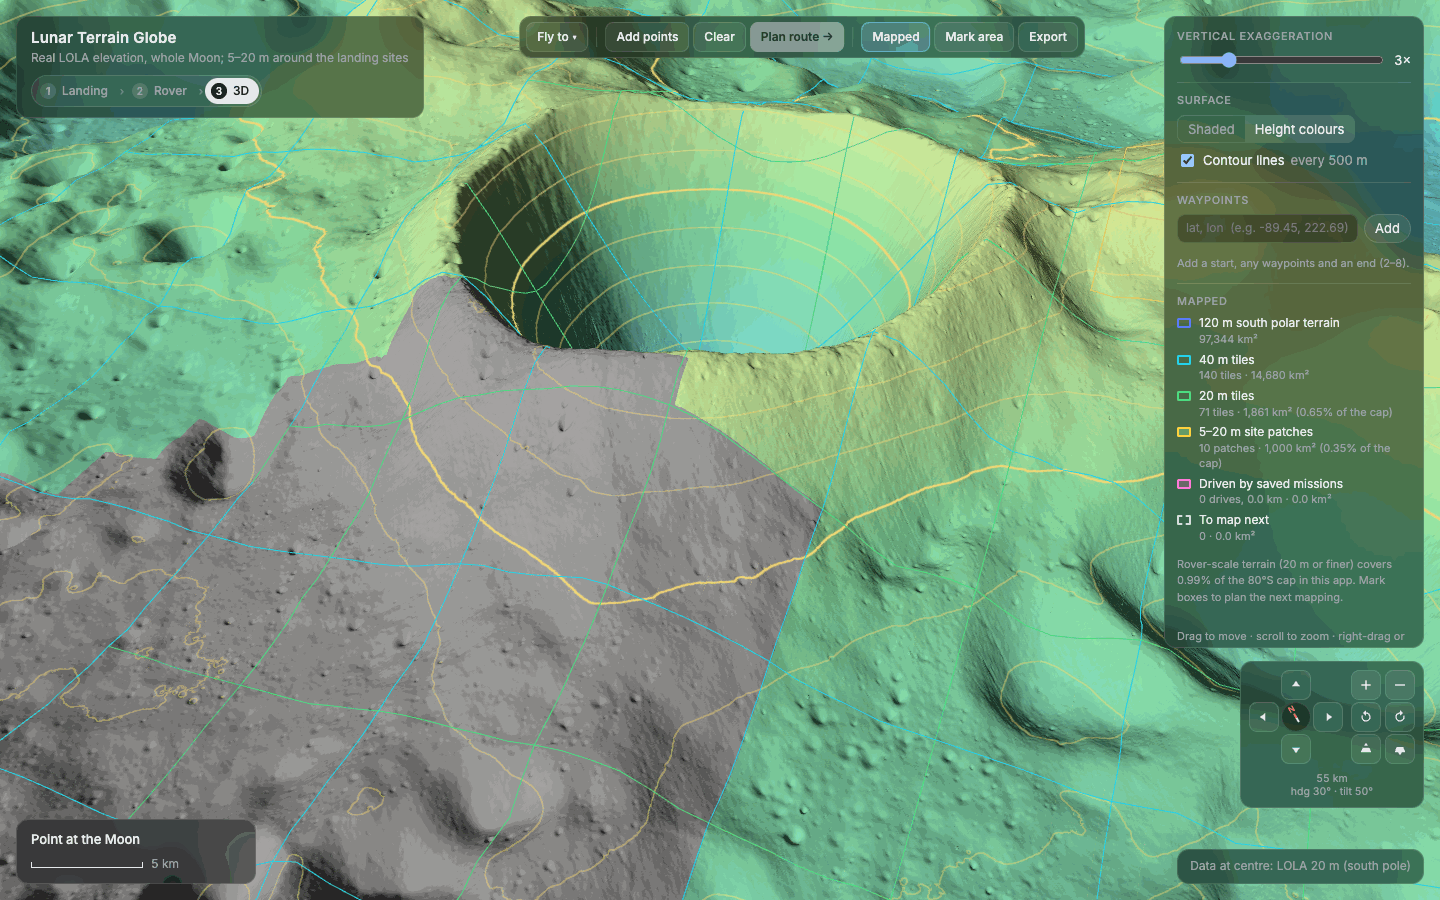 Lunar Terrain Globe
Real LOLA elevation, whole Moon; 5–20 m around the landing sites
1 Landing › 2 Rover › 3 3D
Fly to ▾
Add points
Clear
Plan route →
Mapped
Mark area
Export
VERTICAL EXAGGERATION
3×
SURFACE
Shaded Height colours
Contour lines every 500 m
WAYPOINTS
lat, lon (e.g. -89.45, 222.69) Add
Add a start, any waypoints and an end (2–8).
MAPPED
120 m south polar terrain
97,344 km²
40 m tiles
140 tiles · 14,680 km²
20 m tiles
71 tiles · 1,861 km² (0.65% of the cap)
5–20 m site patches
10 patches · 1,000 km² (0.35% of the
cap)
Driven by saved missions
0 drives, 0.0 km · 0.0 km²
To map next
0 · 0.0 km²
Rover-scale terrain (20 m or finer) covers
0.99% of the 80°S cap in this app. Mark
boxes to plan the next mapping.
Drag to move · scroll to zoom · right-drag or
N
55 km
hdg 30° · tilt 50°
Point at the Moon
5 km
Data at centre: LOLA 20 m (south pole)